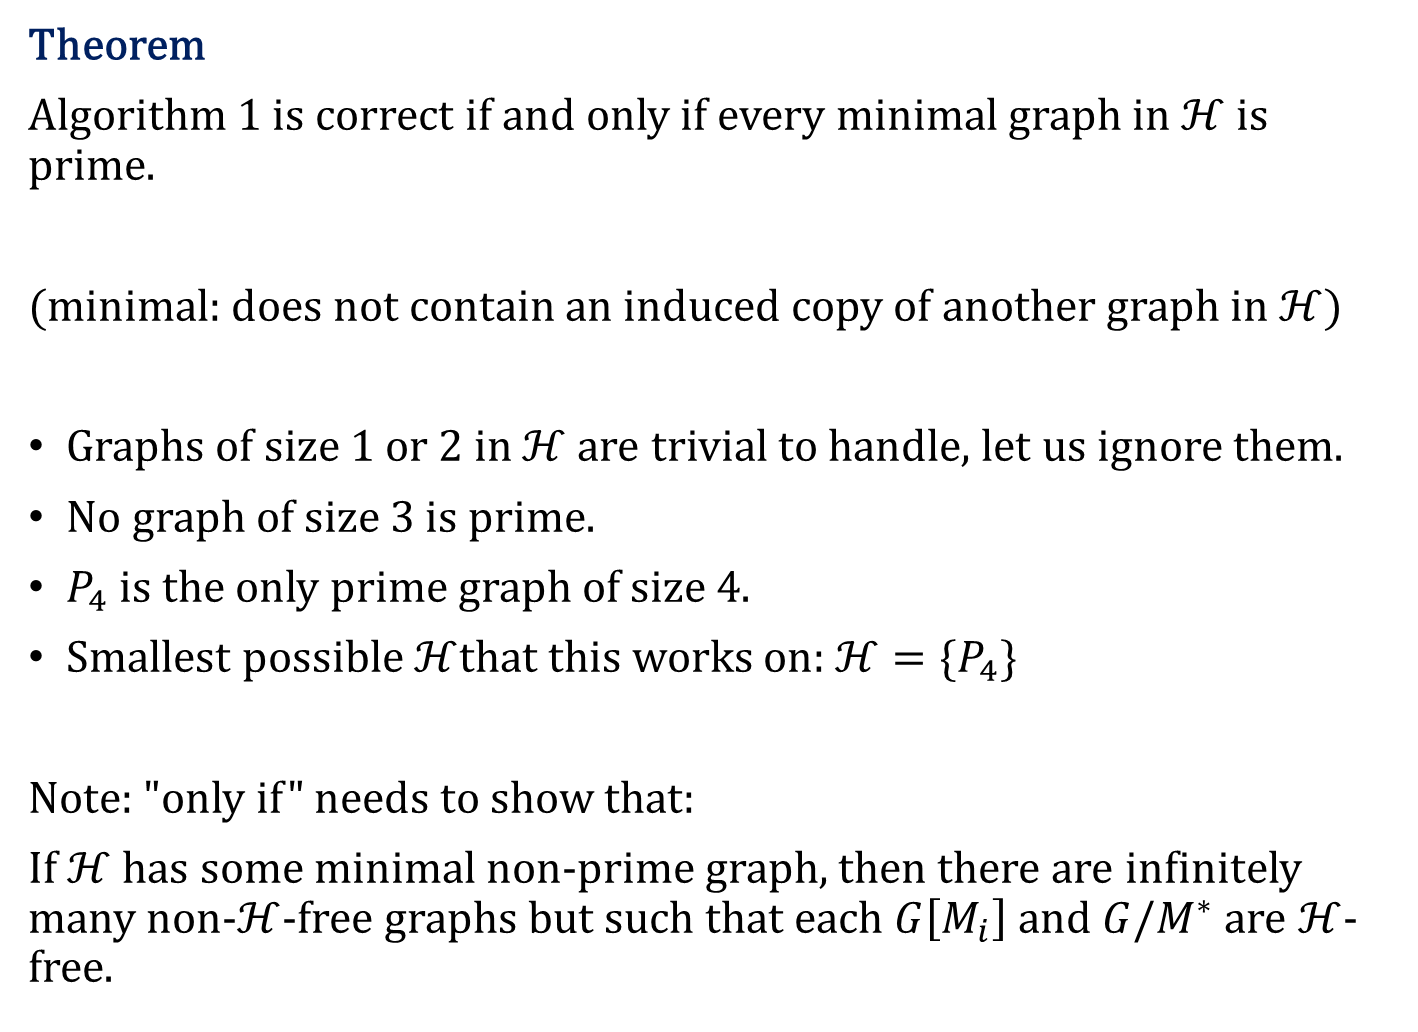 Theorem
Algorithm 1 is correct if and only if every minimal graph in ℋ is
prime.
(minimal: does not contain an induced copy of another graph in ℋ)
• Graphs of size 1 or 2 in ℋ are trivial to handle, let us ignore them.
• No graph of size 3 is prime.
• P₄ is the only prime graph of size 4.
• Smallest possible ℋ that this works on: ℋ = {P₄}
Note: "only if" needs to show that:
If ℋ has some minimal non-prime graph, then there are infinitely
many non-ℋ-free graphs but such that each G[Mᵢ] and G/M* are ℋ-
free.